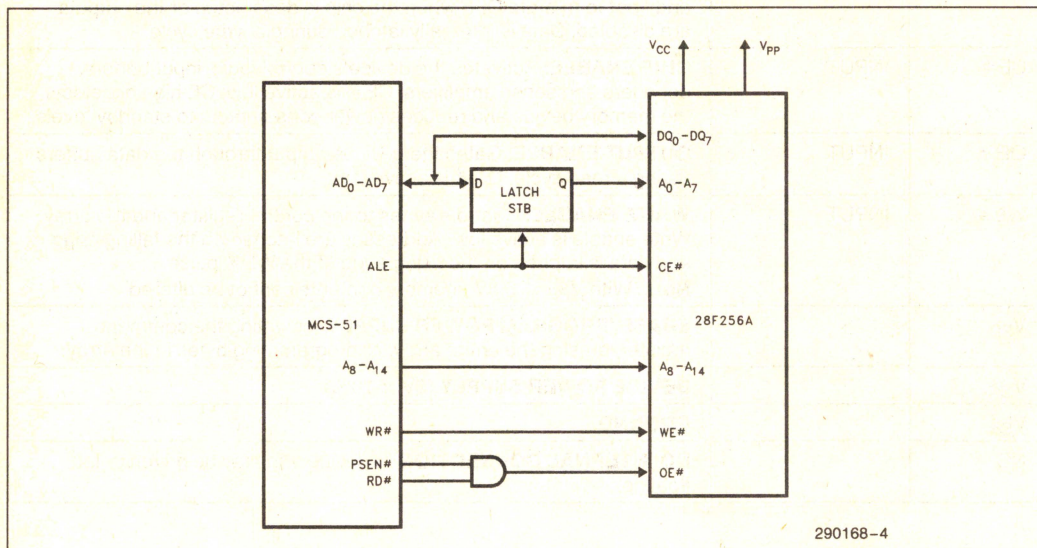 VCC VPP
DQ0-DQ7
AD0-AD7 D LATCH Q A0-A7
STB
ALE CE#
MCS-51 28F256A
A8-A14 A8-A14
WR# WE#
PSEN#
RD# OE#
290168-4